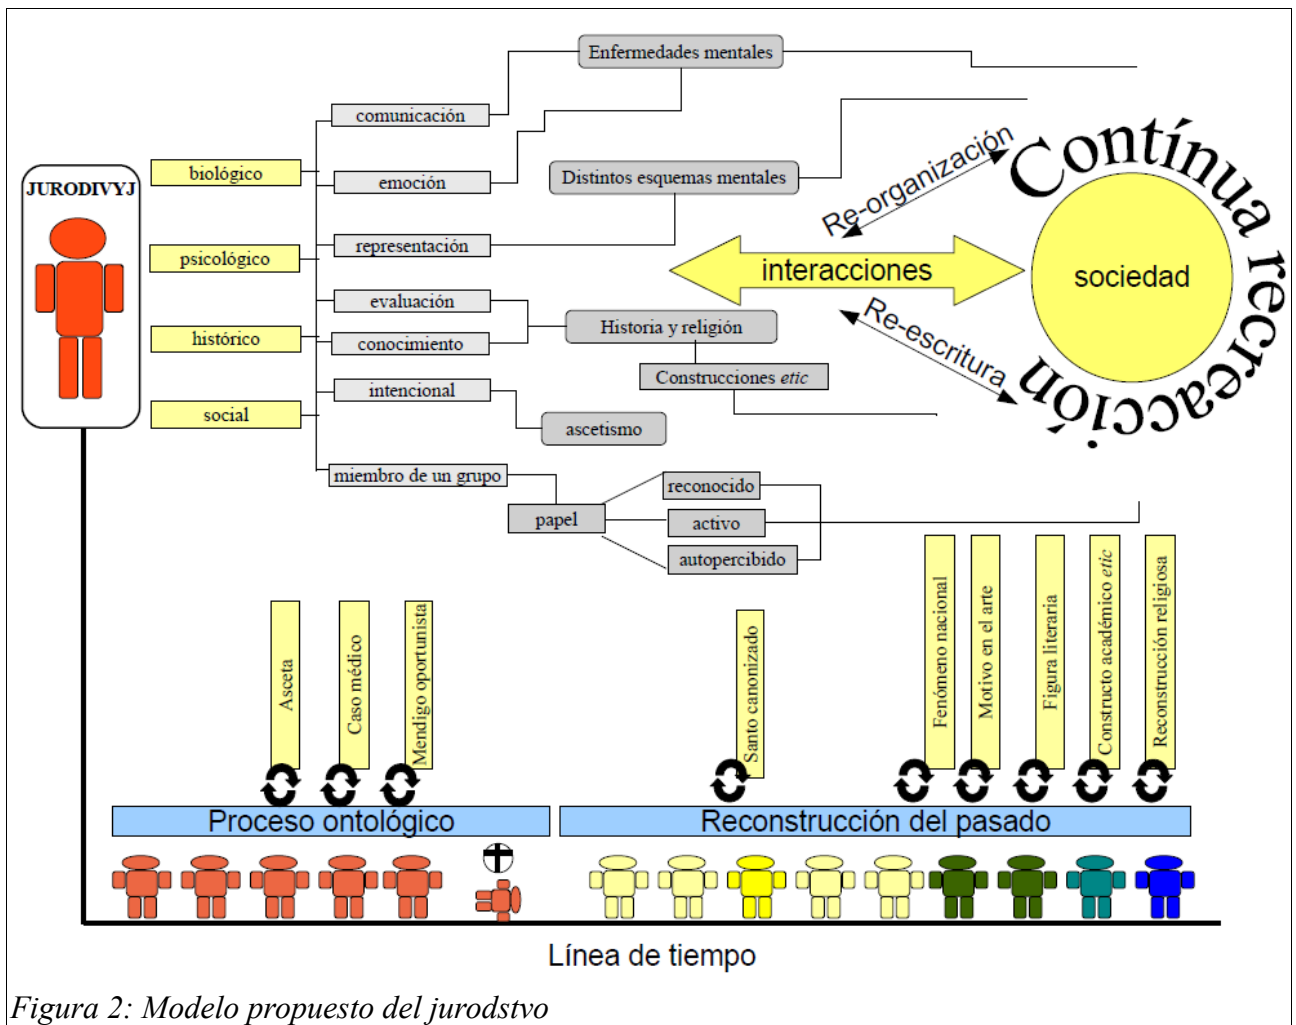 Enfermedades mentales
comunicación
JURODIVYJ
biológico
emoción
Distintos esquemas mentales
Re-organización
Contínua recreacción
psicológico
representación
interacciones
sociedad
evaluación
Historia y religión
Re-escritura
histórico
conocimiento
Construcciones etic
intencional
social
ascetismo
miembro de un grupo
reconocido
papel
activo
autopercibido
Asceta
Caso médico
Mendigo oportunista
Santo canonizado
Fenómeno nacional
Motivo en el arte
Figura literaria
Constructo académico etic
Reconstrucción religiosa
Proceso ontológico
Reconstrucción del pasado
Línea de tiempo
Figura 2: Modelo propuesto del jurodstvo